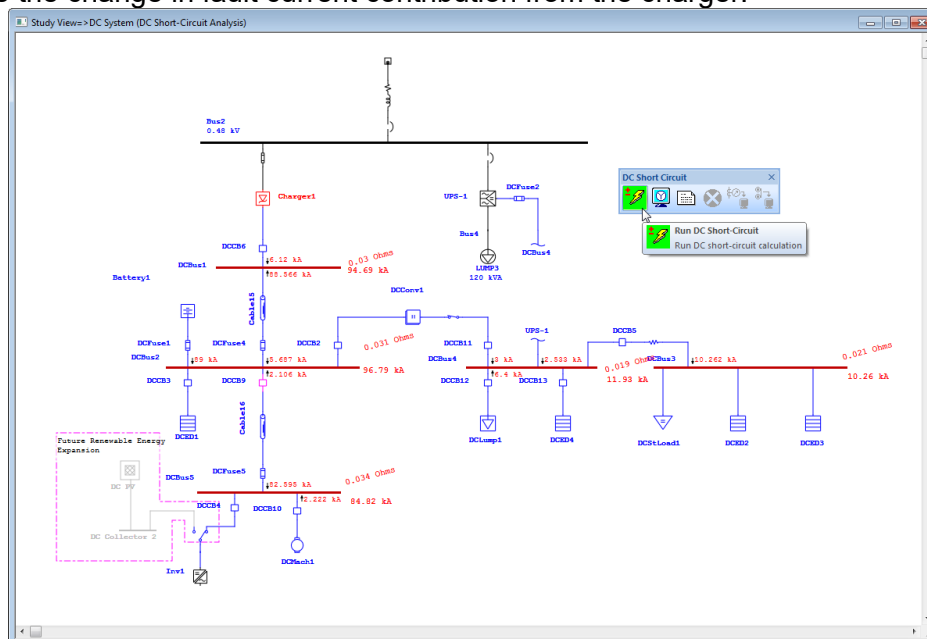 the change in fault current contribution from the charger.
Study View=>DC System (DC Short-Circuit Analysis)
Bus2
0.48 kV
Charger1
UPS-1
DCFuse2
DC Short Circuit
Run DC Short-Circuit
Run DC short-circuit calculation
Bus4
DCBus4
LUMP3
120 kVA
DCCB6
DCBus1
6.12 kA
0.03 Ohms
88.566 kA
94.69 kA
Battery1
Cable15
DCConv1
DCFuse1
DCFuse4
DCCB2
0.031 Ohms
DCCB11
UPS-1
DCCB5
DCBus2
89 kA
5.687 kA
DCBus4
3 kA
2.533 kA
0.019 Ohms
DCBus3
10.262 kA
0.021 Ohms
DCCB3
DCCB9
2.106 kA
96.79 kA
DCCB12
6.4 kA
DCCB13
11.93 kA
10.26 kA
DCED1
Cable16
DCLump1
DCED4
DCStLoad1
DCED2
DCED3
Future Renewable Energy
Expansion
DC PV
DCBus5
DCFuse5
82.595 kA
0.034 Ohms
DCCB4
DCCB10
2.222 kA
84.82 kA
DC Collector 2
DCMach1
Inv1